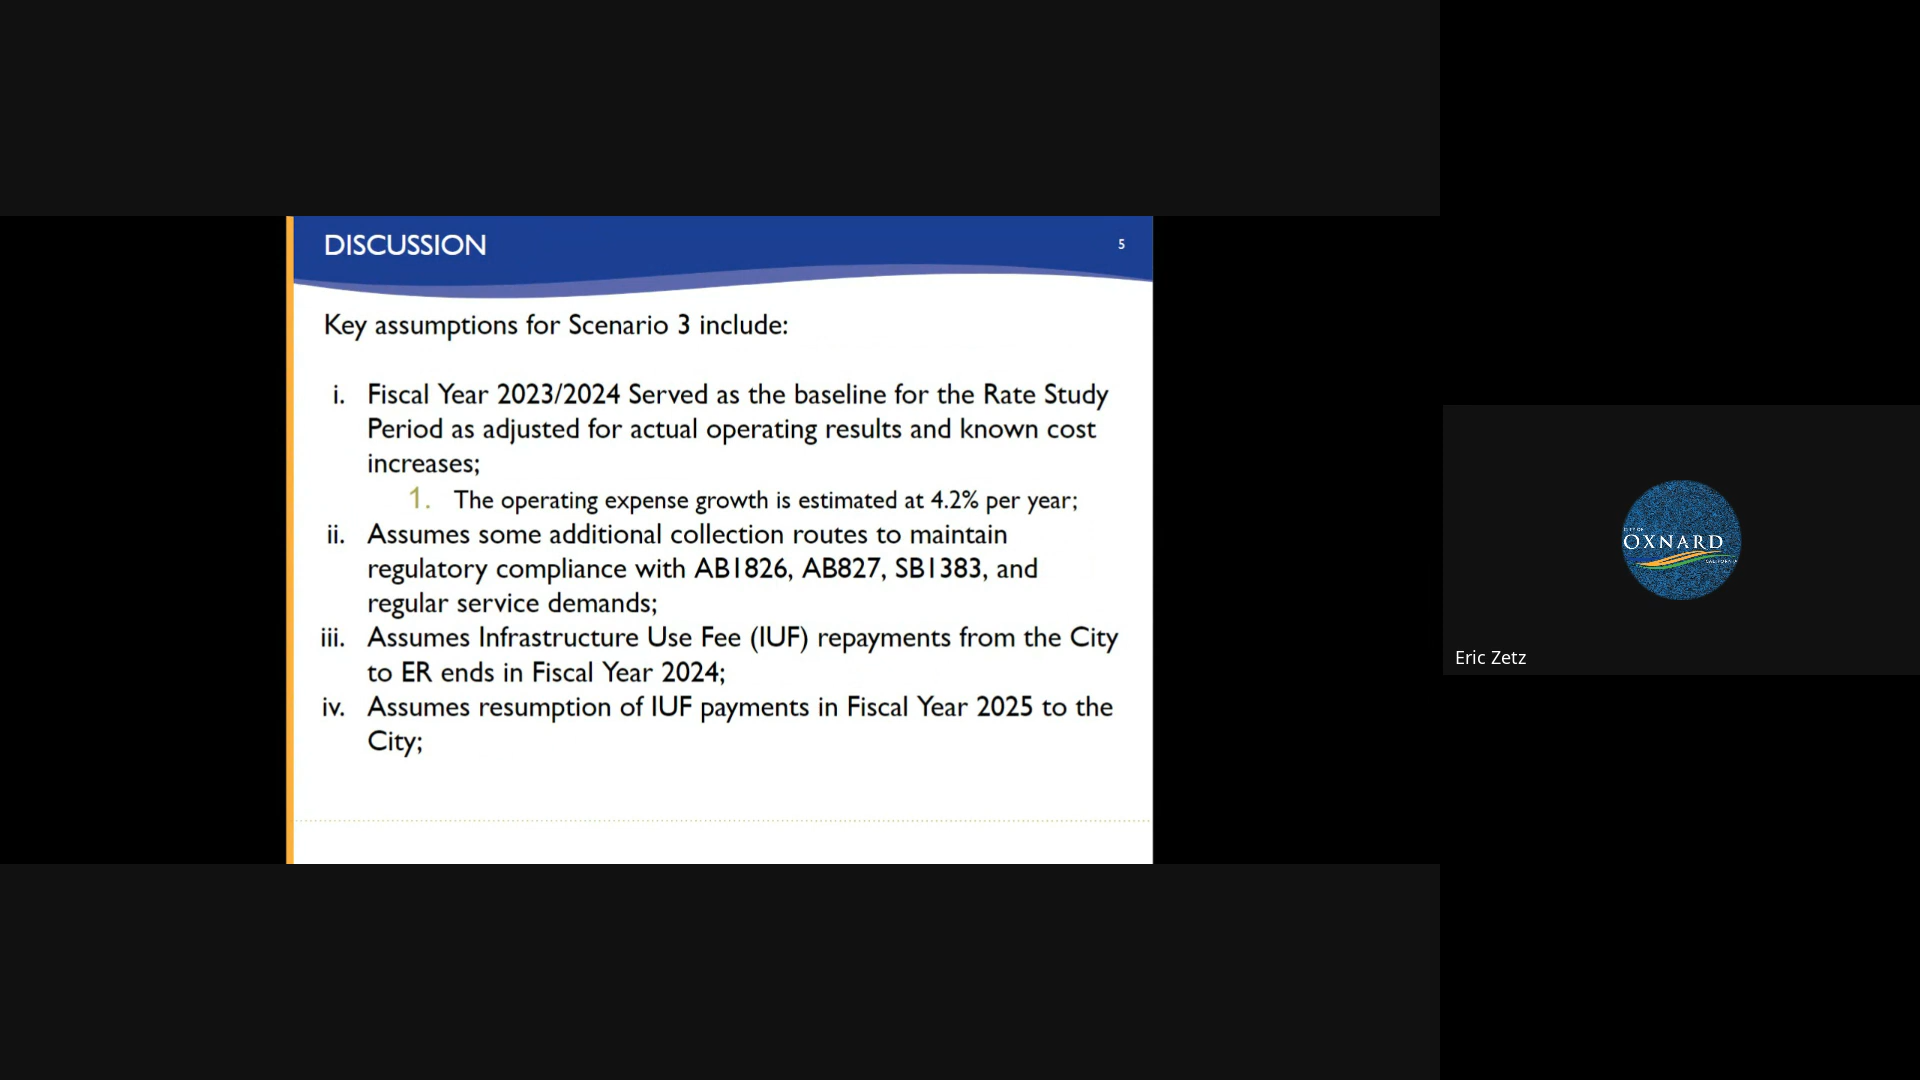 DISCUSSION
5
Key assumptions for Scenario 3 include:
i. Fiscal Year 2023/2024 Served as the baseline for the Rate Study
Period as adjusted for actual operating results and known cost
increases;
1. The operating expense growth is estimated at 4.2% per year;
ii. Assumes some additional collection routes to maintain
regulatory compliance with AB1826, AB827, SB1383, and
regular service demands;
iii. Assumes Infrastructure Use Fee (IUF) repayments from the City
to ER ends in Fiscal Year 2024;
iv. Assumes resumption of IUF payments in Fiscal Year 2025 to the
City;
CITY OF
OXNARD
CALIFORNIA
Eric Zetz